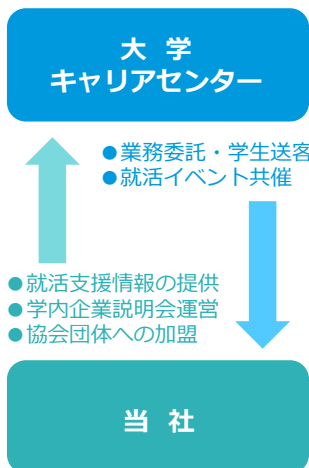 大 学
キャリアセンター
●業務委託・学生送客
●就活イベント共催
●就活支援情報の提供
●学内企業説明会運営
●協会団体への加盟
当 社